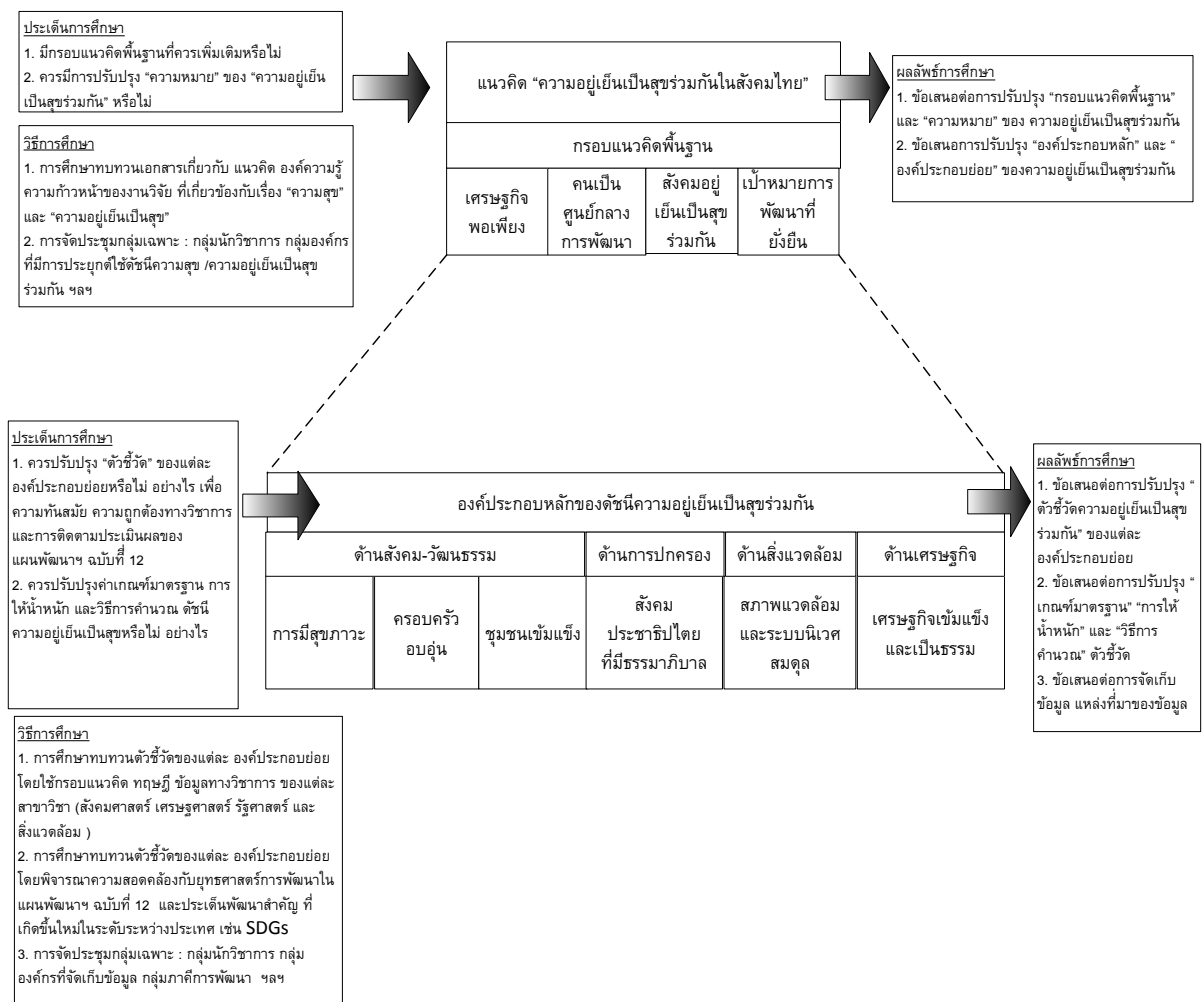 ประเด็นการศึกษา
1. มีกรอบแนวคิดพื้นฐานที่ควรเพิ่มเติมหรือไม่
2. ควรมีการปรับปรุง “ความหมาย” ของ “ความอยู่เย็น
เป็นสุขร่วมกัน” หรือไม่
วิธีการศึกษา
1. การศึกษาทบทวนเอกสารเกี่ยวกับ แนวคิด องค์ความรู้
ความก้าวหน้าของงานวิจัย ที่เกี่ยวข้องกับเรื่อง “ความสุข”
และ “ความอยู่เย็นเป็นสุข”
2. การจัดประชุมกลุ่มเฉพาะ : กลุ่มนักวิชาการ กลุ่มองค์กร
ที่มีการประยุกต์ใช้ดัชนีความสุข /ความอยู่เย็นเป็นสุข
ร่วมกัน ฯลฯ
แนวคิด “ความอยู่เย็นเป็นสุขร่วมกันในสังคมไทย”
กรอบแนวคิดพื้นฐาน
เศรษฐกิจ
พอเพียง
คนเป็น
ศูนย์กลาง
การพัฒนา
สังคมอยู่
เย็นเป็นสุข
ร่วมกัน
เป้าหมายการ
พัฒนาที่
ยั่งยืน
ผลลัพธ์การศึกษา
1. ข้อเสนอต่อการปรับปรุง “กรอบแนวคิดพื้นฐาน”
และ “ความหมาย” ของ ความอยู่เย็นเป็นสุขร่วมกัน
2. ข้อเสนอการปรับปรุง “องค์ประกอบหลัก” และ “
องค์ประกอบย่อย” ของความอยู่เย็นเป็นสุขร่วมกัน
ประเด็นการศึกษา
1. ควรปรับปรุง “ตัวชี้วัด” ของแต่ละ
องค์ประกอบย่อยหรือไม่ อย่างไร เพื่อ
ความทันสมัย ความถูกต้องทางวิชาการ
และการติดตามประเมินผลของ
แผนพัฒนาฯ ฉบับที่ 12
2. ควรปรับปรุงค่าเกณฑ์มาตรฐาน การ
ให้น้ำหนัก และวิธีการคำนวณ ดัชนี
ความอยู่เย็นเป็นสุขหรือไม่ อย่างไร
องค์ประกอบหลักของดัชนีความอยู่เย็นเป็นสุขร่วมกัน
ด้านสังคม-วัฒนธรรม
ด้านการปกครอง
ด้านสิ่งแวดล้อม
ด้านเศรษฐกิจ
การมีสุขภาวะ
ครอบครัว
อบอุ่น
ชุมชนเข้มแข็ง
สังคม
ประชาธิปไตย
ที่มีธรรมาภิบาล
สภาพแวดล้อม
และระบบนิเวศ
สมดุล
เศรษฐกิจเข้มแข็ง
และเป็นธรรม
ผลลัพธ์การศึกษา
1. ข้อเสนอต่อการปรับปรุง “
ตัวชี้วัดความอยู่เย็นเป็นสุข
ร่วมกัน” ของแต่ละ
องค์ประกอบย่อย
2. ข้อเสนอต่อการปรับปรุง “
เกณฑ์มาตรฐาน” “การให้
น้ำหนัก” และ “วิธีการ
คำนวณ” ตัวชี้วัด
3. ข้อเสนอต่อการจัดเก็บ
ข้อมูล แหล่งที่มาของข้อมูล
วิธีการศึกษา
1. การศึกษาทบทวนตัวชี้วัดของแต่ละ องค์ประกอบย่อย
โดยใช้กรอบแนวคิด ทฤษฎี ข้อมูลทางวิชาการ ของแต่ละ
สาขาวิชา (สังคมศาสตร์ เศรษฐศาสตร์ รัฐศาสตร์ และ
สิ่งแวดล้อม )
2. การศึกษาทบทวนตัวชี้วัดของแต่ละ องค์ประกอบย่อย
โดยพิจารณาความสอดคล้องกับยุทธศาสตร์การพัฒนาใน
แผนพัฒนาฯ ฉบับที่ 12 และประเด็นพัฒนาสำคัญ ที่
เกิดขึ้นใหม่ในระดับระหว่างประเทศ เช่น SDGs
3. การจัดประชุมกลุ่มเฉพาะ : กลุ่มนักวิชาการ กลุ่ม
องค์กรที่จัดเก็บข้อมูล กลุ่มภาคีการพัฒนา ฯลฯ